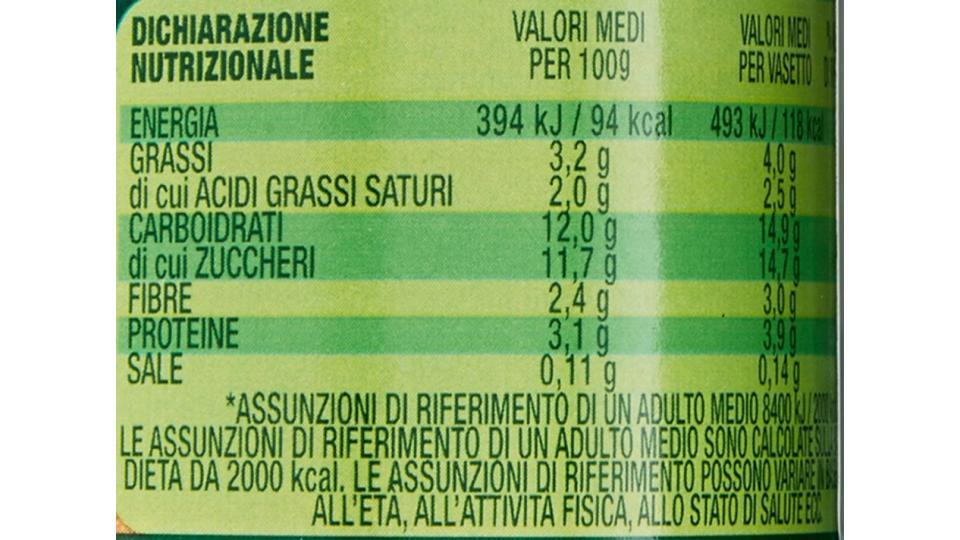 DICHIARAZIONE VALORI MEDI VALORI MEDI
NUTRIZIONALE PER 100g PER VASETTO
ENERGIA 394 kJ / 94 kcal 493 kJ / 118 kcal
GRASSI 3,2 g 4,0 g
di cui ACIDI GRASSI SATURI 2,0 g 2,5 g
CARBOIDRATI 12,0 g 14,9 g
di cui ZUCCHERI 11,7 g 14,7 g
FIBRE 2,4 g 3,0 g
PROTEINE 3,1 g 3,9 g
SALE 0,11 g 0,14 g
*ASSUNZIONI DI RIFERIMENTO DI UN ADULTO MEDIO 8400 kJ / 2000
LE ASSUNZIONI DI RIFERIMENTO DI UN ADULTO MEDIO SONO CALCOLATE
DIETA DA 2000 kcal. LE ASSUNZIONI DI RIFERIMENTO POSSONO VARIARE IN
ALL'ETÀ, ALL'ATTIVITÀ FISICA, ALLO STATO DI SALUTE ECC.